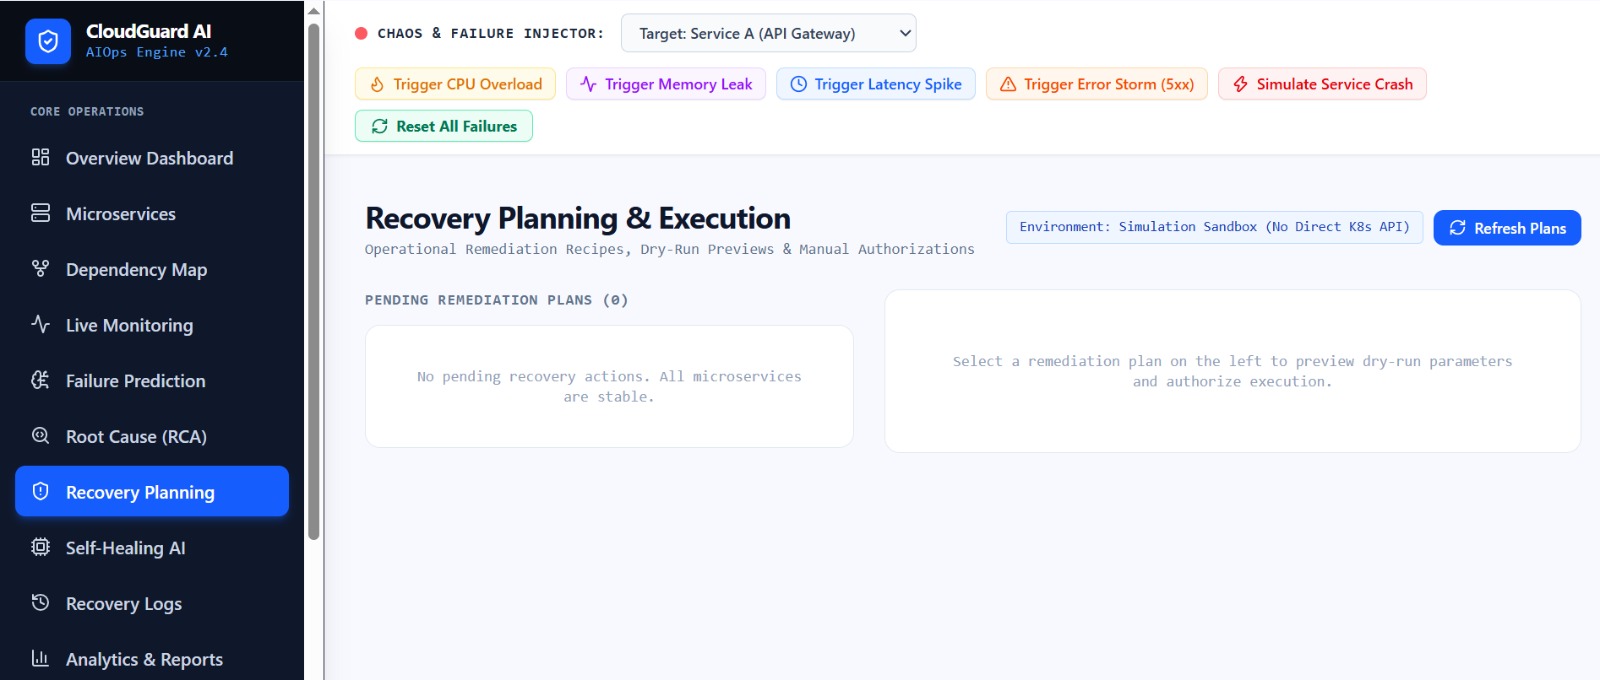 CloudGuard AI
AIOps Engine v2.4
CORE OPERATIONS
Overview Dashboard
Microservices
Dependency Map
Live Monitoring
Failure Prediction
Root Cause (RCA)
Recovery Planning
Self-Healing AI
Recovery Logs
Analytics & Reports
CHAOS & FAILURE INJECTOR:
Target: Service A (API Gateway)
Trigger CPU Overload
Trigger Memory Leak
Trigger Latency Spike
Trigger Error Storm (5xx)
Simulate Service Crash
Reset All Failures
Recovery Planning & Execution
Operational Remediation Recipes, Dry-Run Previews & Manual Authorizations
Environment: Simulation Sandbox (No Direct K8s API)
Refresh Plans
PENDING REMEDIATION PLANS (0)
No pending recovery actions. All microservices
are stable.
Select a remediation plan on the left to preview dry-run parameters
and authorize execution.